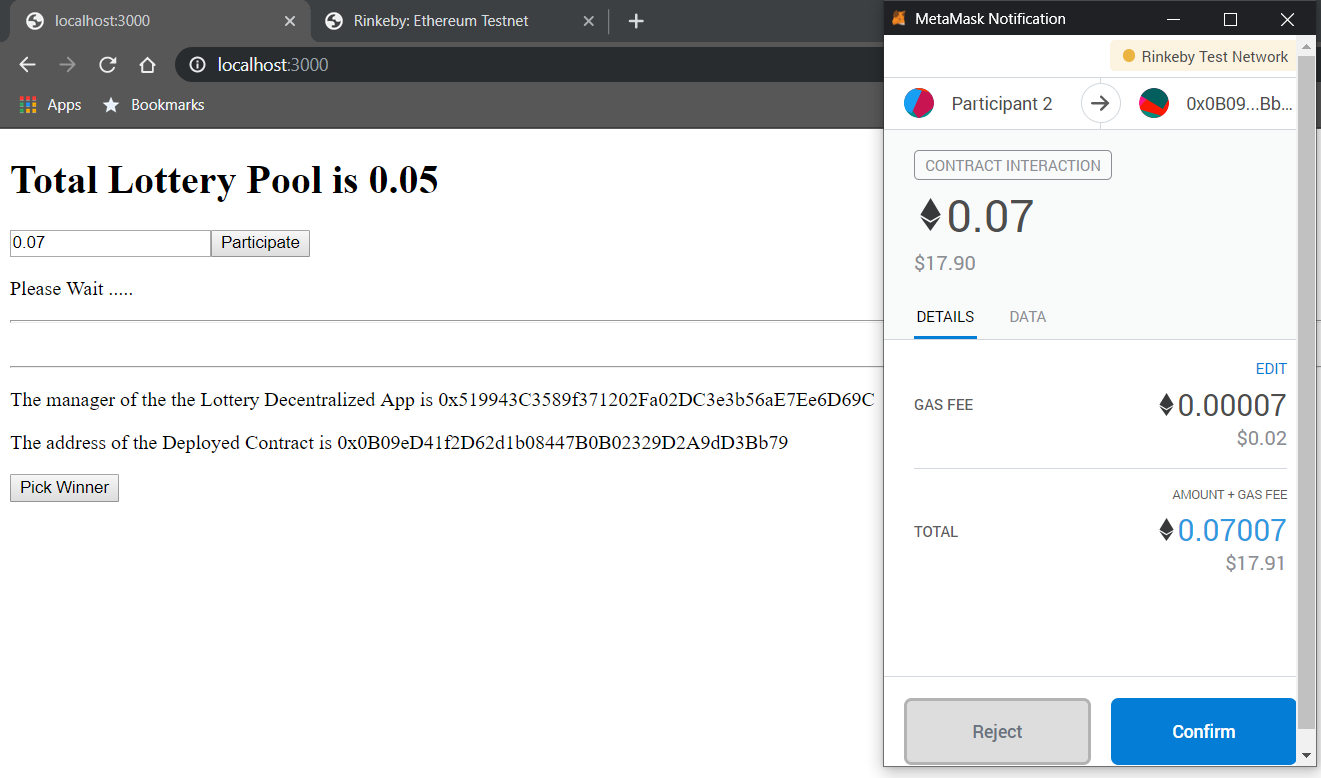 localhost:3000
Rinkeby: Ethereum Testnet
localhost:3000
Apps
Bookmarks
Total Lottery Pool is 0.05
0.07
Participate
Please Wait .....
The manager of the the Lottery Decentralized App is 0x519943C3589f371202Fa02DC3e3b56aE7Ee6D69C
The address of the Deployed Contract is 0x0B09eD41f2D62d1b08447B0B02329D2A9dD3Bb79
Pick Winner
MetaMask Notification
Rinkeby Test Network
Participant 2
0x0B09...Bb...
CONTRACT INTERACTION
0.07
$17.90
DETAILS
DATA
EDIT
GAS FEE
0.00007
$0.02
AMOUNT + GAS FEE
TOTAL
0.07007
$17.91
Reject
Confirm